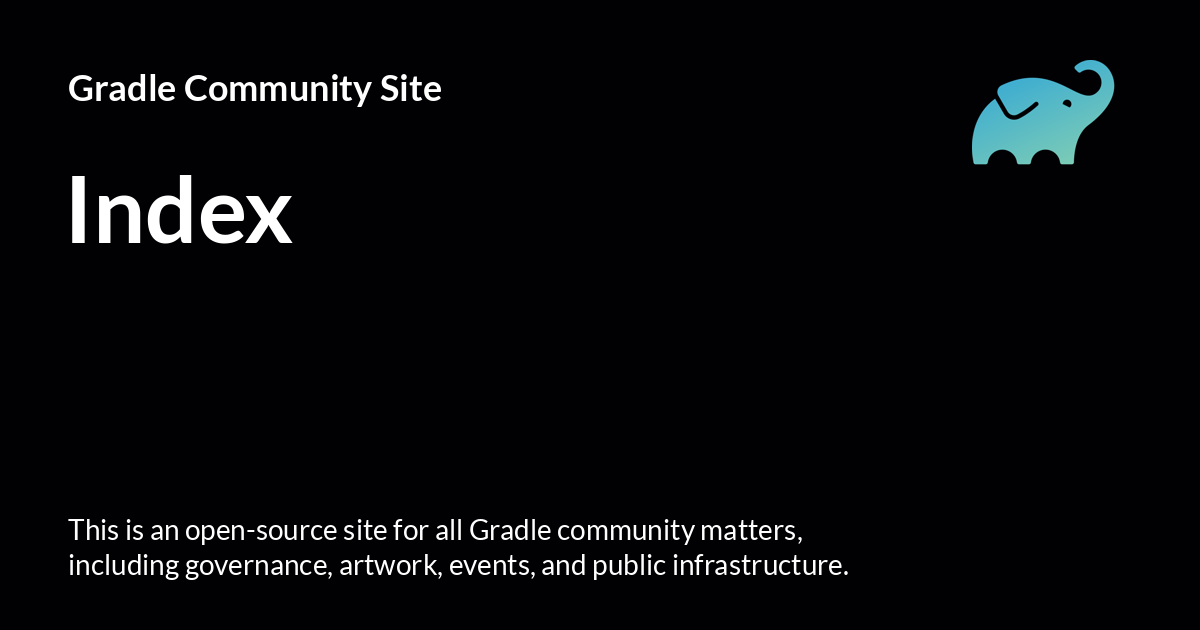 Gradle Community Site
Index
This is an open-source site for all Gradle community matters,
including governance, artwork, events, and public infrastructure.